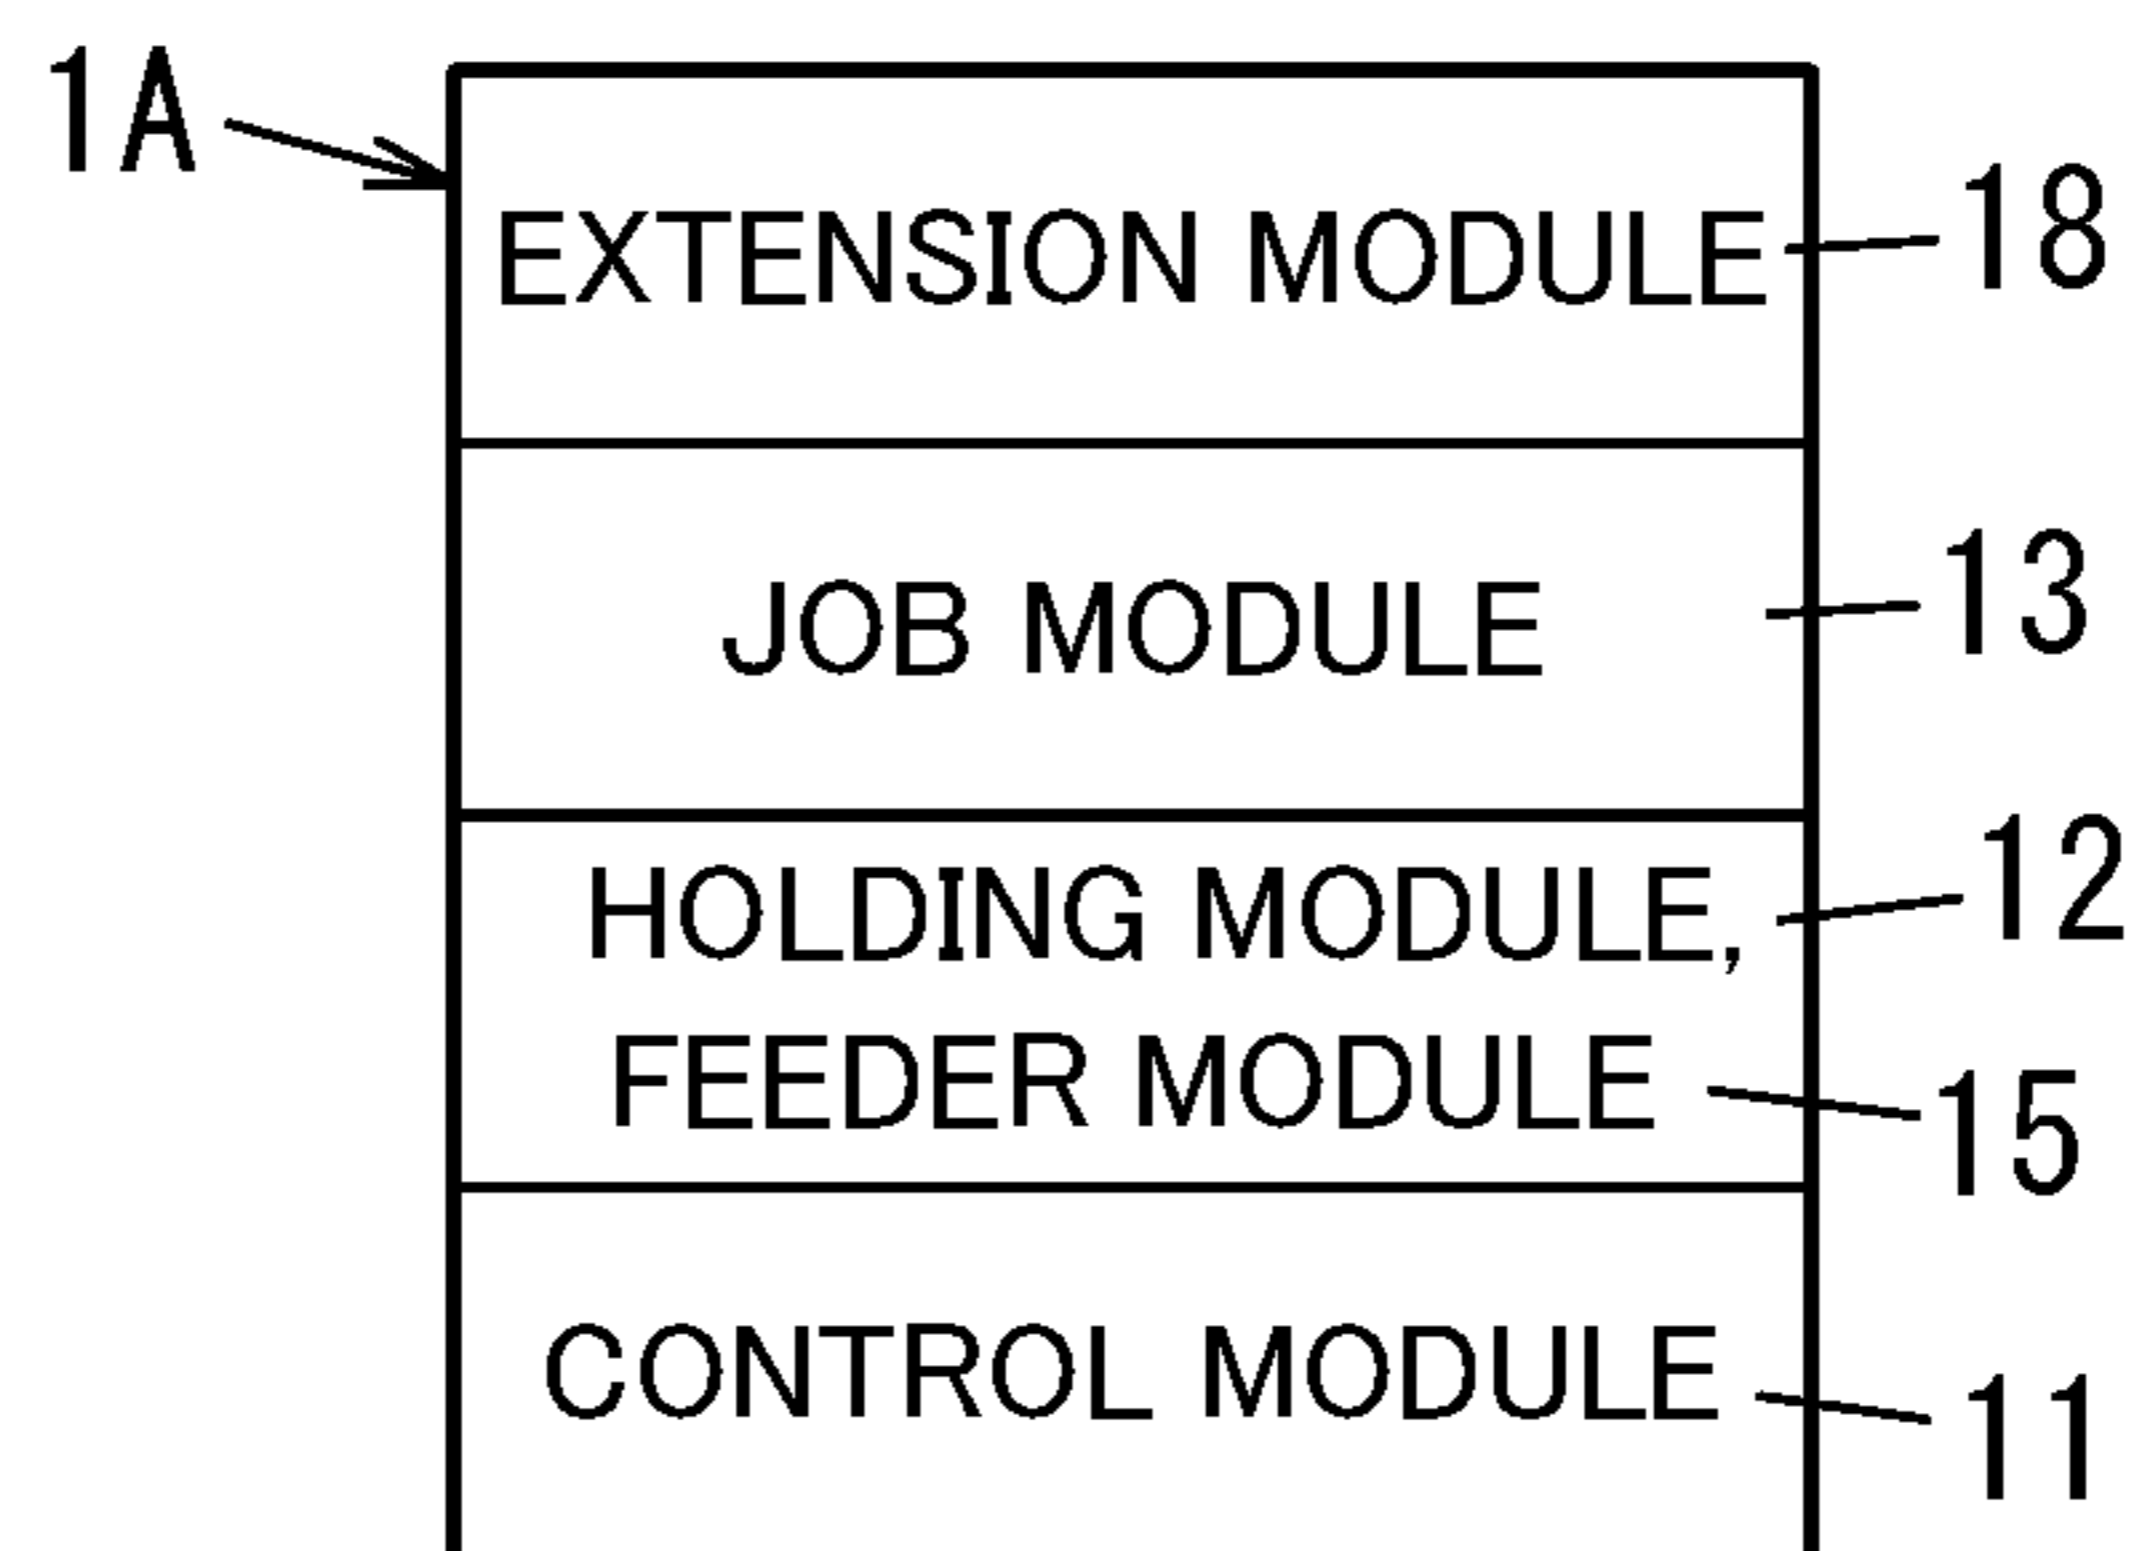 1A
EXTENSION MODULE
18
JOB MODULE
13
HOLDING MODULE,
12
FEEDER MODULE
15
CONTROL MODULE
11